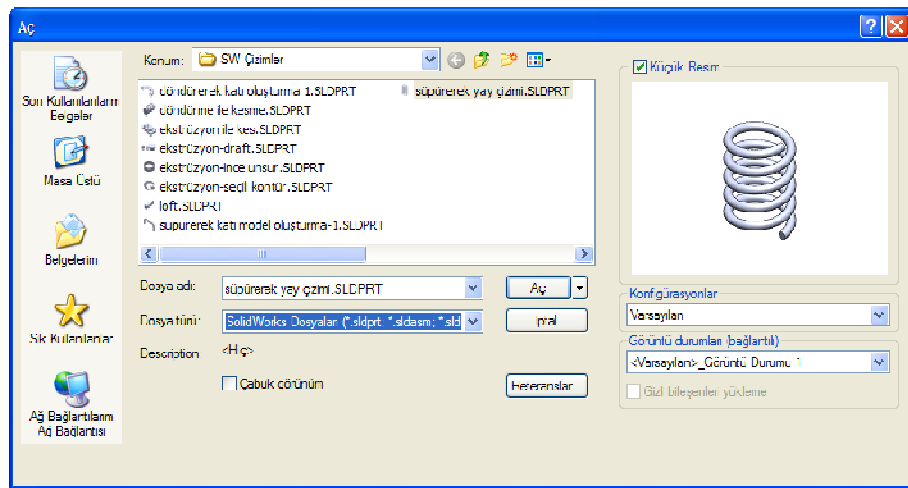 Aç
Konum: SW Çizimler
Son Kullanılanların
Belgeler
Masa Üstü
Belgelerim
Sık Kullanılanlar
Ağ Bağlantılarım
Ağ Bağlantısı
döndürerek katı oluşturma-1.SLDPRT
döndürme ile kesme.SLDPRT
ekstrüzyon ile kes.SLDPRT
ekstrüzyon-draft.SLDPRT
ekstrüzyon-ince unsur.SLDPRT
ekstrüzyon-seçili kontür.SLDPRT
loft.SLDPRT
süpürerek katı model oluşturma-1.SLDPRT
süpürerek yay çizimi.SLDPRT
Dosya adı: süpürerek yay çizimi.SLDPRT Aç
Dosya türü: SolidWorks Dosyaları (*.sldprt; *.sldasm; *.sld İptal
Description: <Hiç>
Çabuk görünüm Referanslar...
Küçük Resim
Konfigürasyonlar
Varsayılan
Görüntü durumları (bağlantılı)
<Varsayılan>_Görüntü Durumu 1
Gizli bileşenleri yükleme